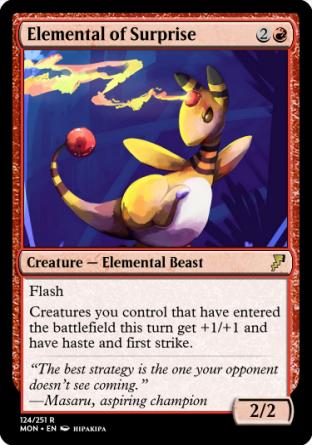 Elemental of Surprise 2
Creature — Elemental Beast
Flash
Creatures you control that have entered
the battlefield this turn get +1/+1 and
have haste and first strike.
“The best strategy is the one your opponent
doesn’t see coming.”
—Masaru, aspiring champion
2/2
124/251 R
MON • EN HIPAKIPA